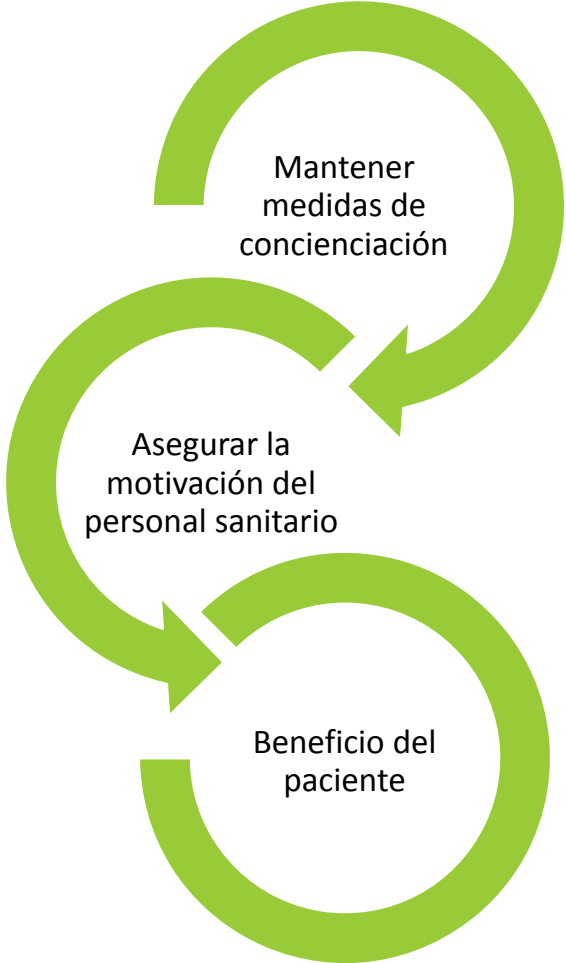 Mantener
medidas de
concienciación
Asegurar la
motivación del
personal sanitario
Beneficio del
paciente